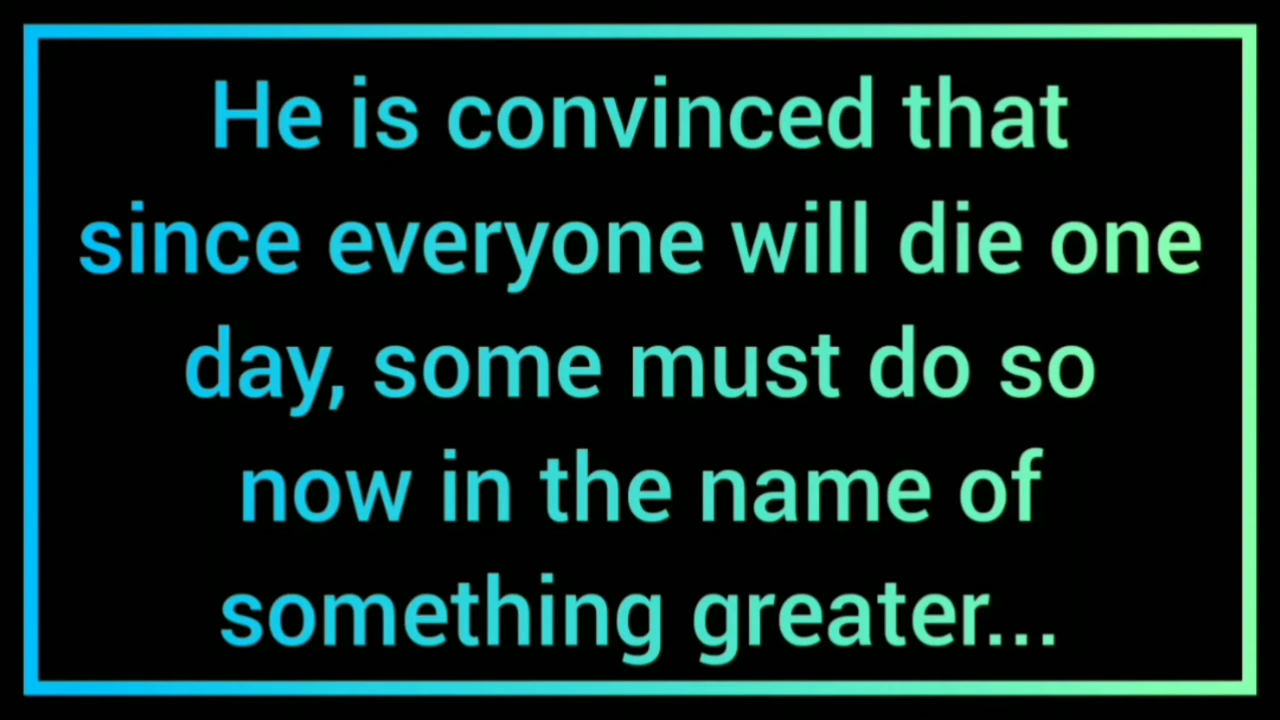 He is convinced that
since everyone will die one
day, some must do so
now in the name of
something greater...